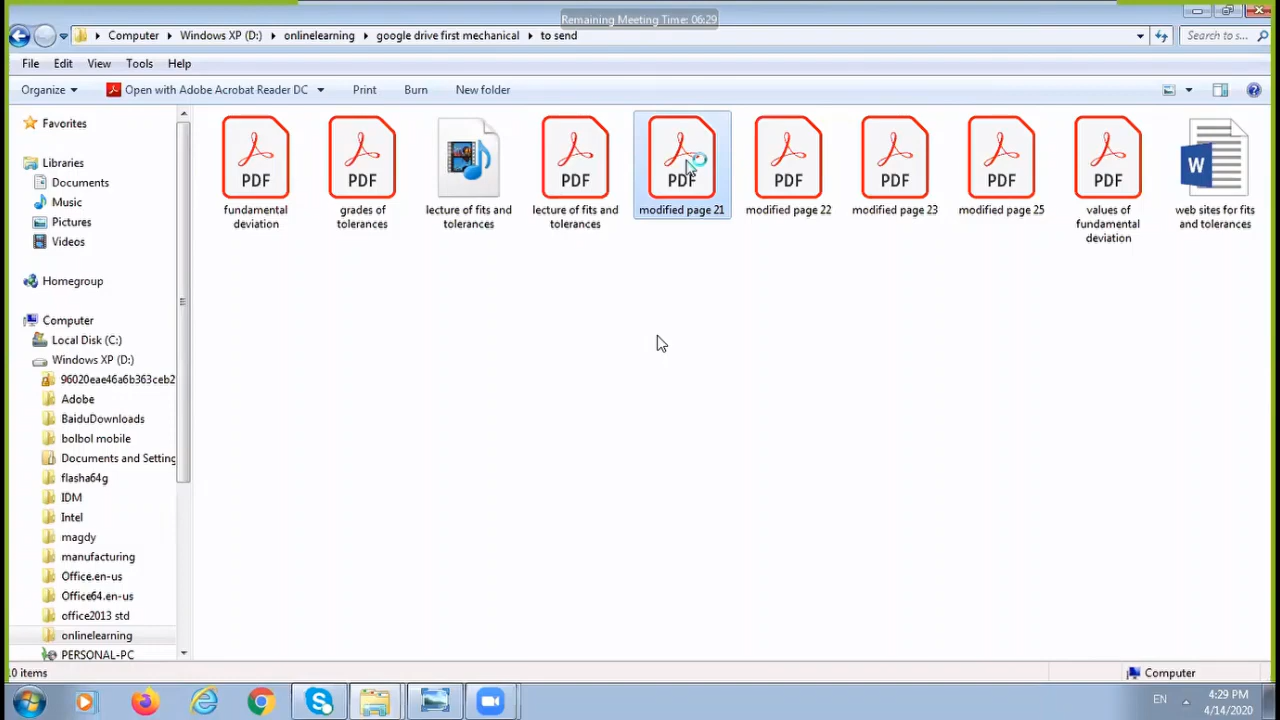 Remaining Meeting Time: 06:29
Computer Windows XP (D:) onlinelearning google drive first mechanical to send
Search to s...
File Edit View Tools Help
Organize Open with Adobe Acrobat Reader DC Print Burn New folder
Favorites
Libraries
Documents
Music
Pictures
Videos
Homegroup
Computer
Local Disk (C:)
Windows XP (D:)
96020eae46a6b363ceb2
Adobe
BaiduDownloads
bolbol mobile
Documents and Setting
flasha64g
IDM
Intel
magdy
manufacturing
Office.en-us
Office64.en-us
office2013 std
onlinelearning
PERSONAL-PC
PDF
fundamental
deviation
PDF
grades of
tolerances
lecture of fits and
tolerances
PDF
lecture of fits and
tolerances
PDF
modified page 21
PDF
modified page 22
PDF
modified page 23
PDF
modified page 25
PDF
values of
fundamental
deviation
W
web sites for fits
and tolerances
0 items
Computer
EN
4:29 PM
4/14/2020